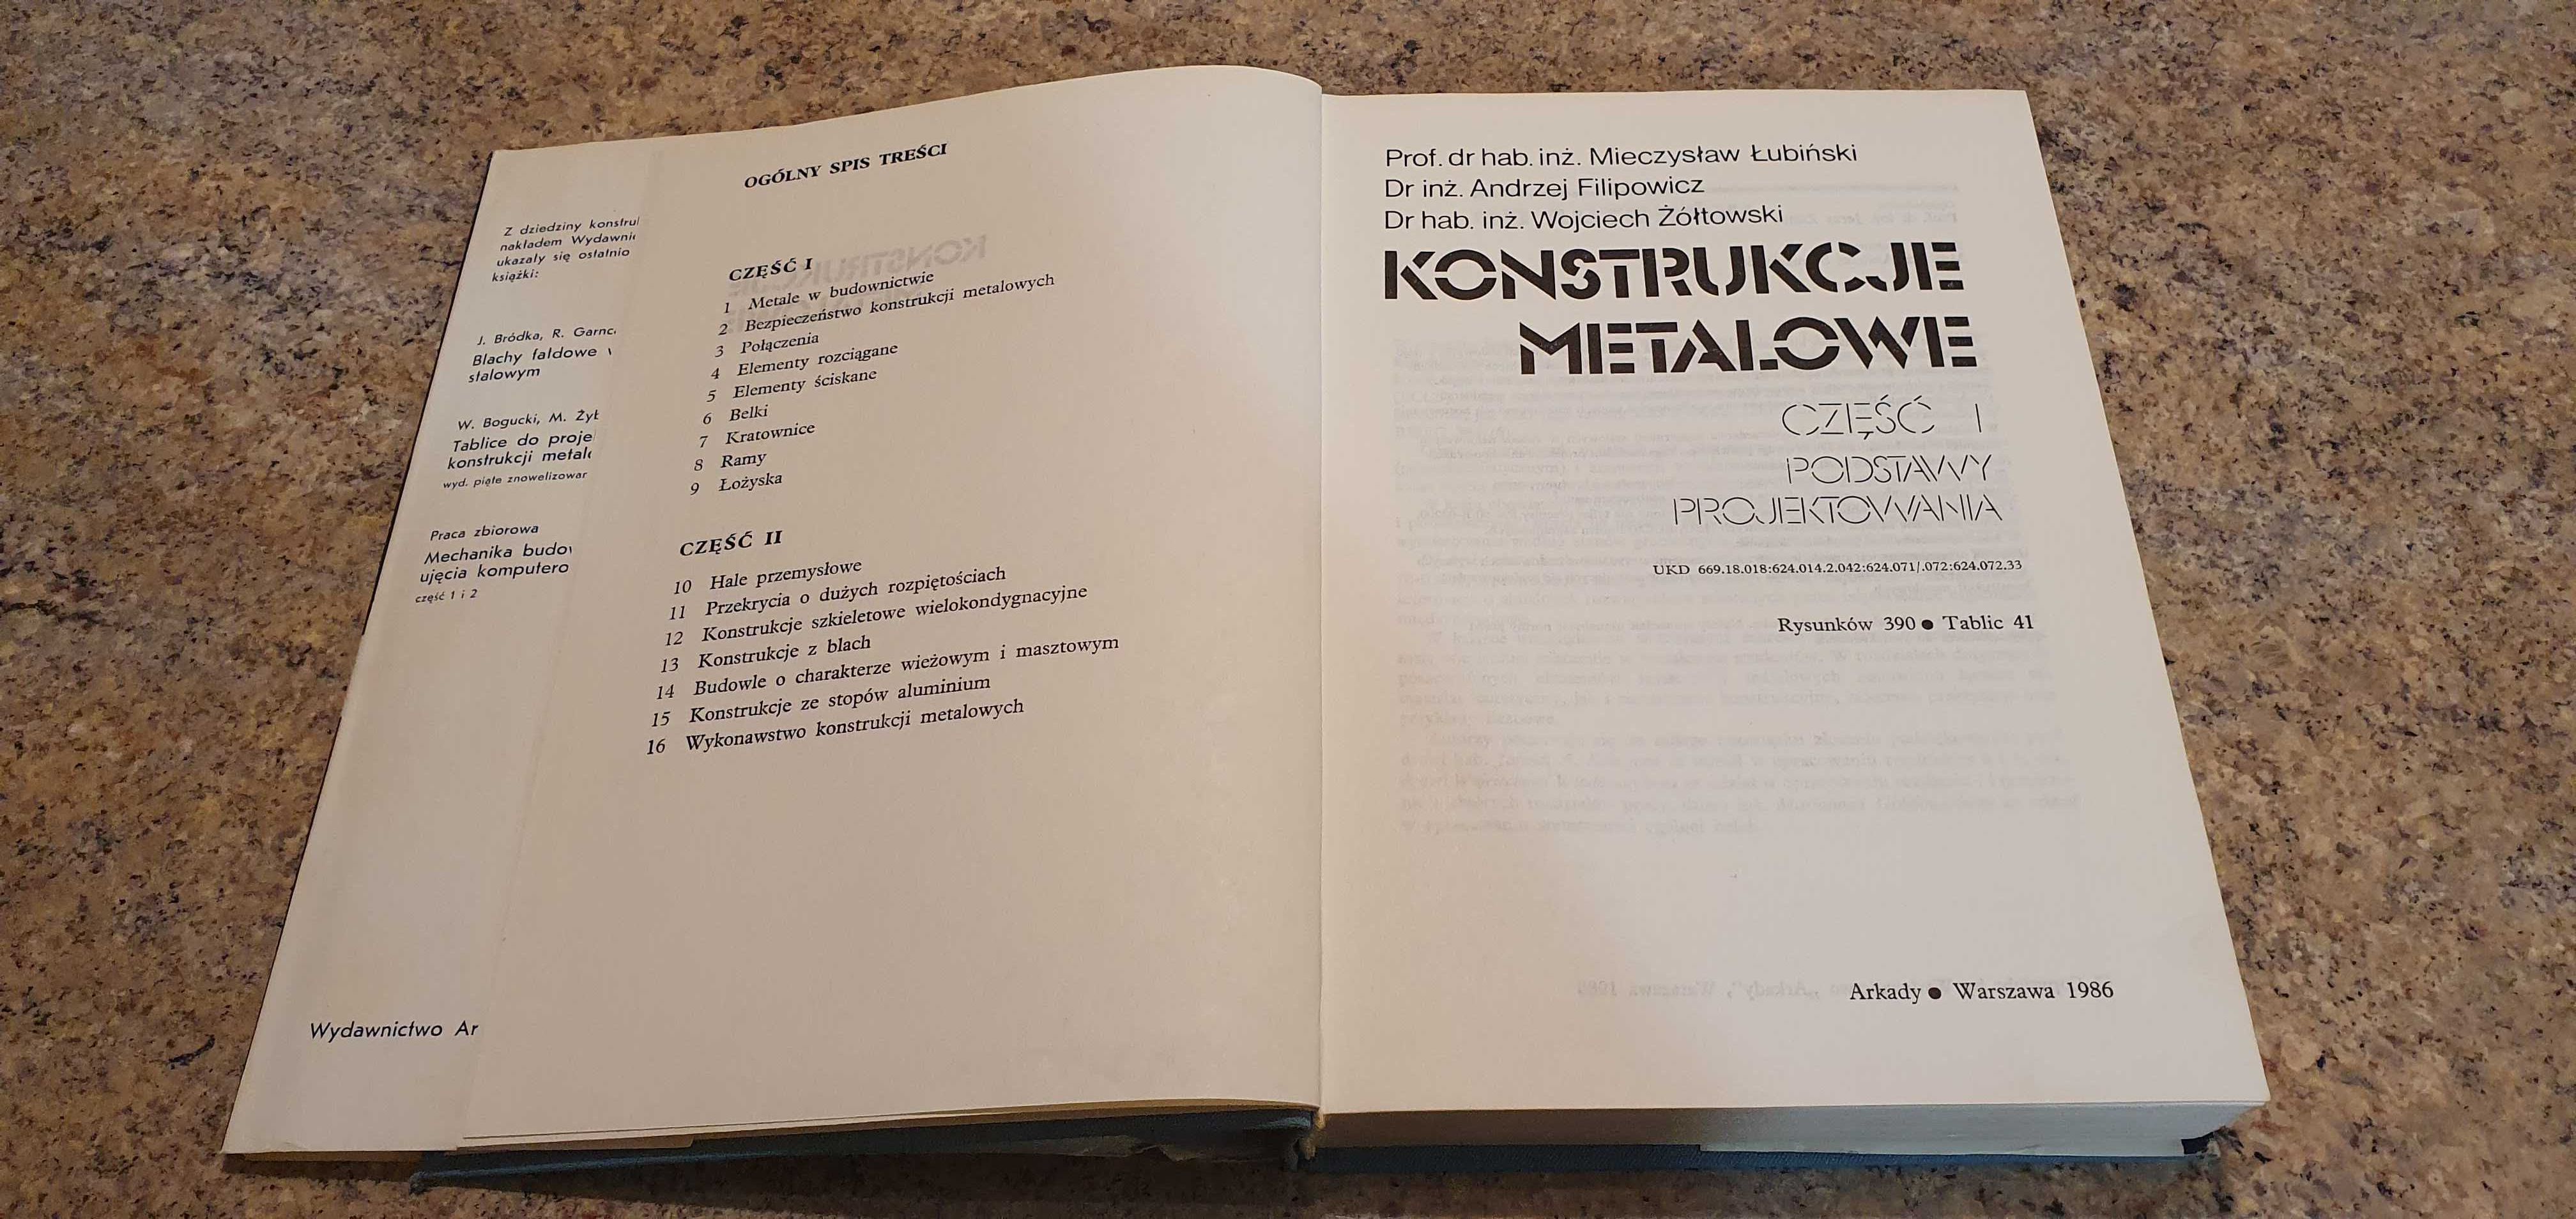 Z dziedziny konstru
nakładem Wydawni
ukazały się ostatnio
książki:
J. Bródka, R. Garnc
Blachy fałdowe
stalowym
W. Bogucki, M. Żyb
Tablice do proje
konstrukcji metal
wyd. piąte znowelizowan
Praca zbiorowa
Mechanika budow
ujęcia komputero
część 1 i 2
Wydawnictwo Ar
OGÓLNY SPIS TREŚCI
CZĘŚĆ I
1 Metale w budownictwie
2 Bezpieczeństwo konstrukcji metalowych
3 Połączenia
4 Elementy rozciągane
5 Elementy ściskane
6 Belki
7 Kratownice
8 Ramy
9 Łożyska
CZĘŚĆ II
10 Hale przemysłowe
11 Przekrycia o dużych rozpiętościach
12 Konstrukcje szkieletowe wielokondygnacyjne
13 Konstrukcje z blach
14 Budowle o charakterze wieżowym i masztowym
15 Konstrukcje ze stopów aluminium
16 Wykonawstwo konstrukcji metalowych
Prof. dr hab. inż. Mieczysław Łubiński
Dr inż. Andrzej Filipowicz
Dr hab. inż. Wojciech Żółtowski
KONSTRUKCJE
METALOWE
CZĘŚĆ I
PODSTAWY
PROJEKTOWANIA
UKD 669.18.018:624.014.2.042:624.071/.072:624.072.33
Rysunków 390 ● Tablic 41
Arkady ● Warszawa 1986